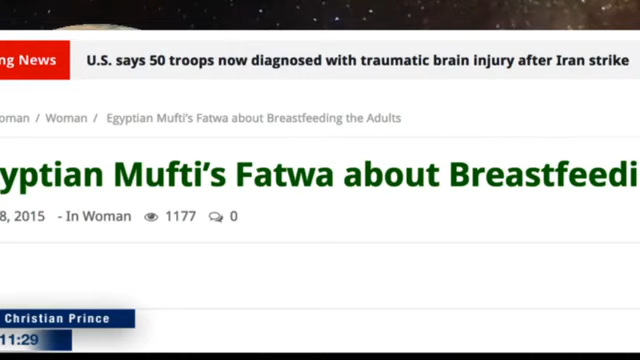 ng News U.S. says 50 troops now diagnosed with traumatic brain injury after Iran strike
oman / Woman / Egyptian Mufti's Fatwa about Breastfeeding the Adults
yptian Mufti's Fatwa about Breastfeedi
8, 2015 - In Woman 1177 0
Christian Prince
11:29